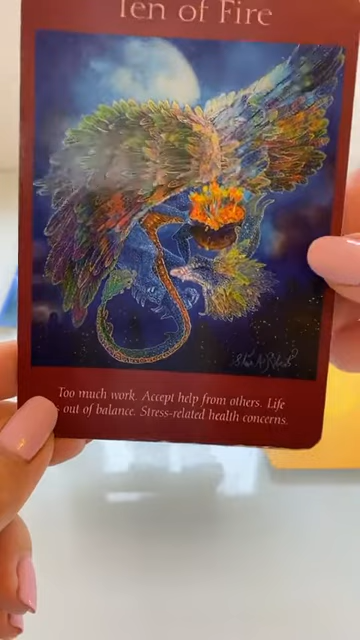 Ten of Fire
Too much work. Accept help from others. Life
out of balance. Stress-related health concerns.